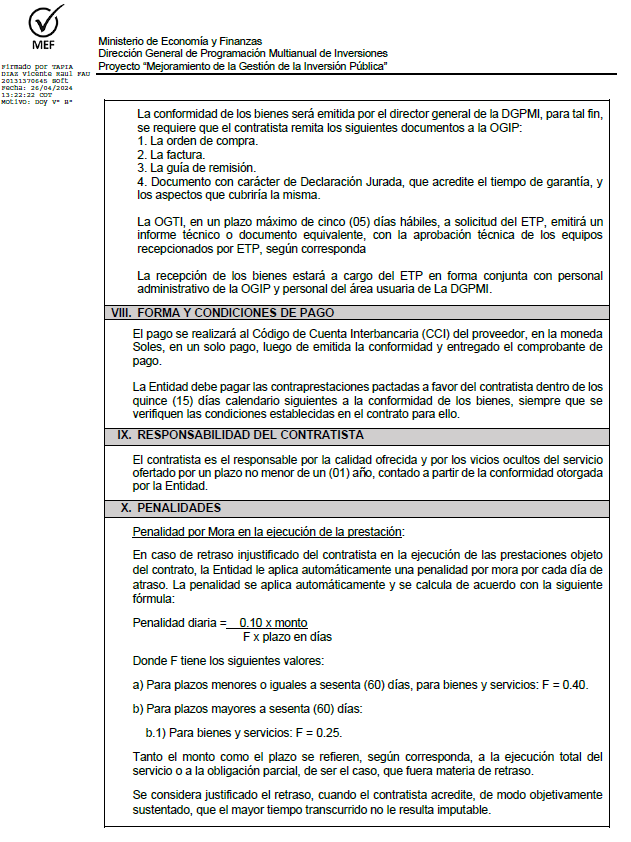 MEF
Firmado por TAPIA
DIAZ Vicente Raul FAU
20131370645 soft
Fecha: 26/04/2024
13:22:22 COT
Motivo: Doy V° B°
Ministerio de Economía y Finanzas
Dirección General de Programación Multianual de Inversiones
Proyecto “Mejoramiento de la Gestión de la Inversión Pública”
La conformidad de los bienes será emitida por el director general de la DGPMI, para tal fin,
se requiere que el contratista remita los siguientes documentos a la OGIP:
1. La orden de compra.
2. La factura.
3. La guía de remisión.
4. Documento con carácter de Declaración Jurada, que acredite el tiempo de garantía, y
los aspectos que cubriría la misma.
La OGTI, en un plazo máximo de cinco (05) días hábiles, a solicitud del ETP, emitirá un
informe técnico o documento equivalente, con la aprobación técnica de los equipos
recepcionados por ETP, según corresponda
La recepción de los bienes estará a cargo del ETP en forma conjunta con personal
administrativo de la OGIP y personal del área usuaria de La DGPMI.
VIII. FORMA Y CONDICIONES DE PAGO
El pago se realizará al Código de Cuenta Interbancaria (CCI) del proveedor, en la moneda
Soles, en un solo pago, luego de emitida la conformidad y entregado el comprobante de
pago.
La Entidad debe pagar las contraprestaciones pactadas a favor del contratista dentro de los
quince (15) días calendario siguientes a la conformidad de los bienes, siempre que se
verifiquen las condiciones establecidas en el contrato para ello.
IX. RESPONSABILIDAD DEL CONTRATISTA
El contratista es el responsable por la calidad ofrecida y por los vicios ocultos del servicio
ofertado por un plazo no menor de un (01) año, contado a partir de la conformidad otorgada
por la Entidad.
X. PENALIDADES
Penalidad por Mora en la ejecución de la prestación:
En caso de retraso injustificado del contratista en la ejecución de las prestaciones objeto
del contrato, la Entidad le aplica automáticamente una penalidad por mora por cada día de
atraso. La penalidad se aplica automáticamente y se calcula de acuerdo con la siguiente
fórmula:
Penalidad diaria = 0.10 x monto
F x plazo en días
Donde F tiene los siguientes valores:
a) Para plazos menores o iguales a sesenta (60) días, para bienes y servicios: F = 0.40.
b) Para plazos mayores a sesenta (60) días:
b.1) Para bienes y servicios: F = 0.25.
Tanto el monto como el plazo se refieren, según corresponda, a la ejecución total del
servicio o a la obligación parcial, de ser el caso, que fuera materia de retraso.
Se considera justificado el retraso, cuando el contratista acredite, de modo objetivamente
sustentado, que el mayor tiempo transcurrido no le resulta imputable.